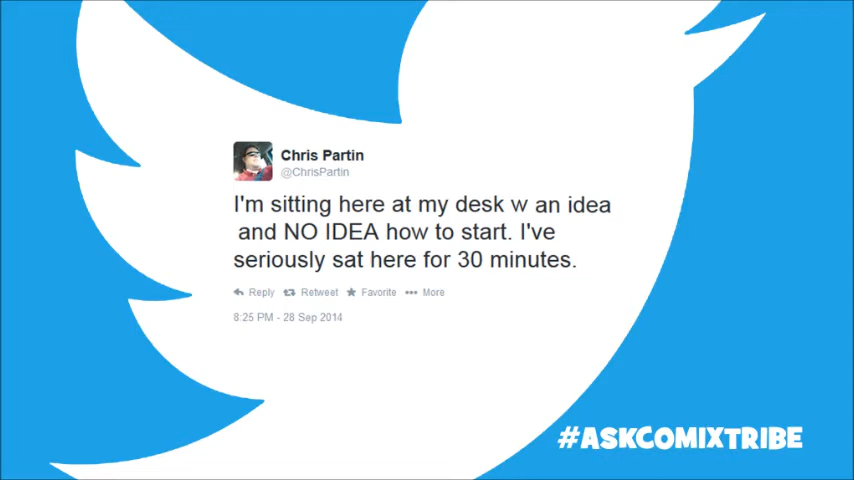 Chris Partin
@ChrisPartin
I'm sitting here at my desk w an idea
and NO IDEA how to start. I've
seriously sat here for 30 minutes.
Reply Retweet Favorite More
8:25 PM - 28 Sep 2014
#ASKCOMIXTRIBE